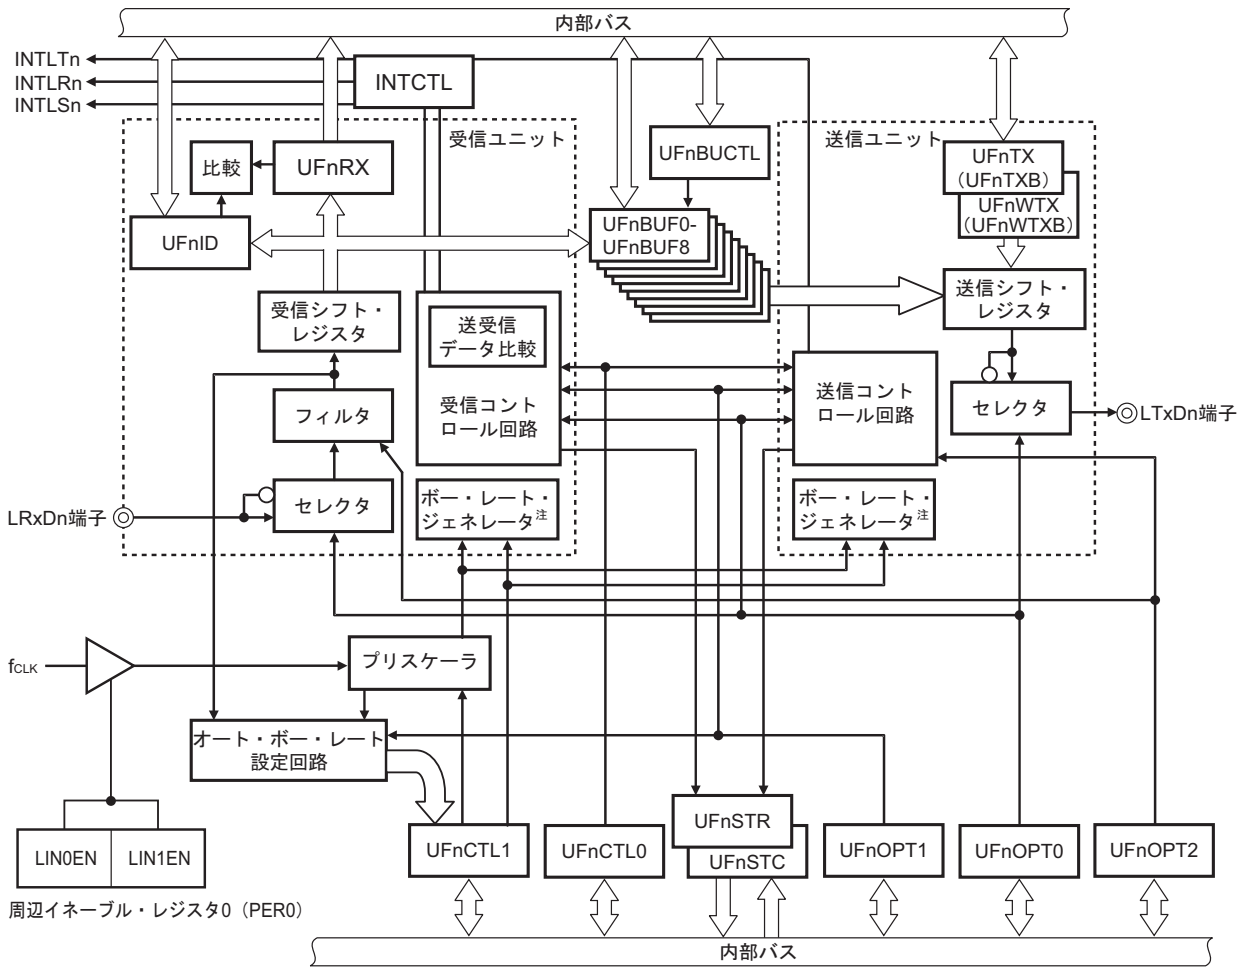 内部バス
INTLTn
INTLRn
INTLSn
INTCTL
受信ユニット
送信ユニット
比較
UFnRX
UFnBUCTL
UFnTX
(UFnTXB)
UFnWTX
(UFnWTXB)
UFnID
UFnBUF0-
UFnBUF8
受信シフト・
レジスタ
送受信
データ比較
送信シフト・
レジスタ
フィルタ
受信コント
ロール回路
送信コント
ロール回路
セレクタ
LTxDn端子
LRxDn端子
セレクタ
ボー・レート・
ジェネレータ注
ボー・レート・
ジェネレータ注
fCLK
プリスケーラ
オート・ボー・レート
設定回路
LIN0EN
LIN1EN
周辺イネーブル・レジスタ0（PER0）
UFnCTL1
UFnCTL0
UFnSTR
UFnSTC
UFnOPT1
UFnOPT0
UFnOPT2
内部バス